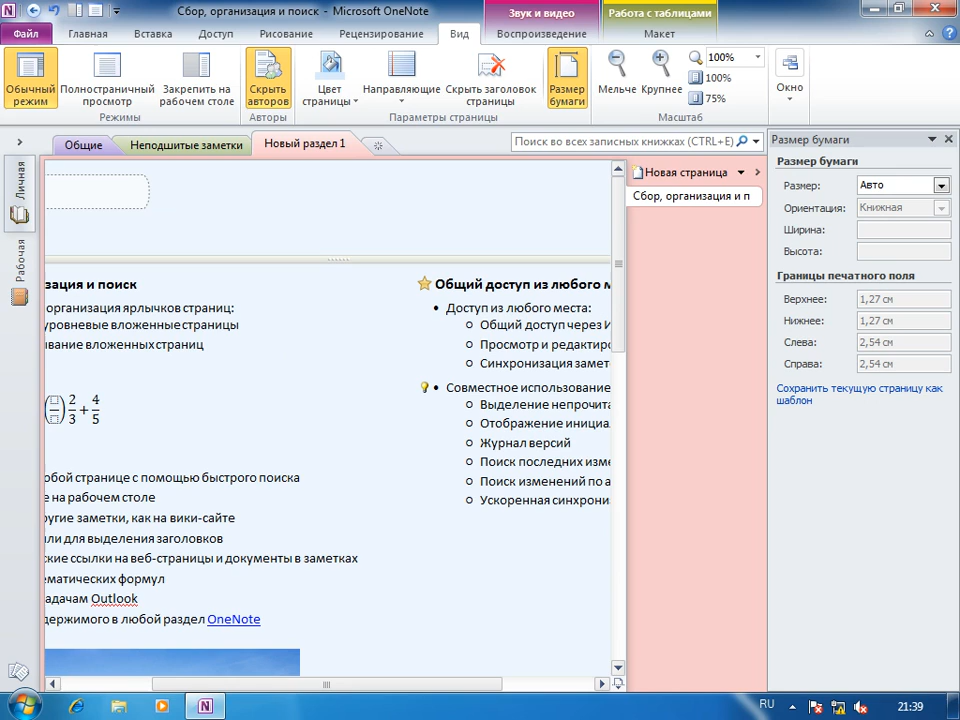 Сбор, организация и поиск - Microsoft OneNote
Звук и видео
Работа с таблицами
Файл
Главная
Вставка
Доступ
Рисование
Рецензирование
Вид
Воспроизведение
Макет
Обычный режим
Полностраничный просмотр
Закрепить на рабочем столе
Режимы
Скрыть авторов
Авторы
Цвет страницы
Направляющие
Скрыть заголовок страницы
Размер бумаги
Параметры страницы
Мельче
Крупнее
100%
100%
75%
Масштаб
Окно
Общие
Неподшитые заметки
Новый раздел 1
Поиск во всех записных книжках (CTRL+E)
Личная
Рабочая
Новая страница
Сбор, организация и п
зация и поиск
организация ярлычков страниц:
уровневые вложенные страницы
ывание вложенных страниц
( ) 2/3 + 4/5
обой странице с помощью быстрого поиска
е на рабочем столе
ругие заметки, как на вики-сайте
или для выделения заголовков
ские ссылки на веб-страницы и документы в заметках
ематических формул
адачам Outlook
держимого в любой раздел OneNote
Общий доступ из любого м
• Доступ из любого места:
o Общий доступ через И
o Просмотр и редактиро
o Синхронизация замет
• Совместное использование
o Выделение непрочита
o Отображение инициа
o Журнал версий
o Поиск последних изме
o Поиск изменений по а
o Ускоренная синхрони
Размер бумаги
Размер бумаги
Размер: Авто
Ориентация: Книжная
Ширина:
Высота:
Границы печатного поля
Верхнее: 1,27 см
Нижнее: 1,27 см
Слева: 2,54 см
Справа: 2,54 см
Сохранить текущую страницу как
шаблон
RU
21:39